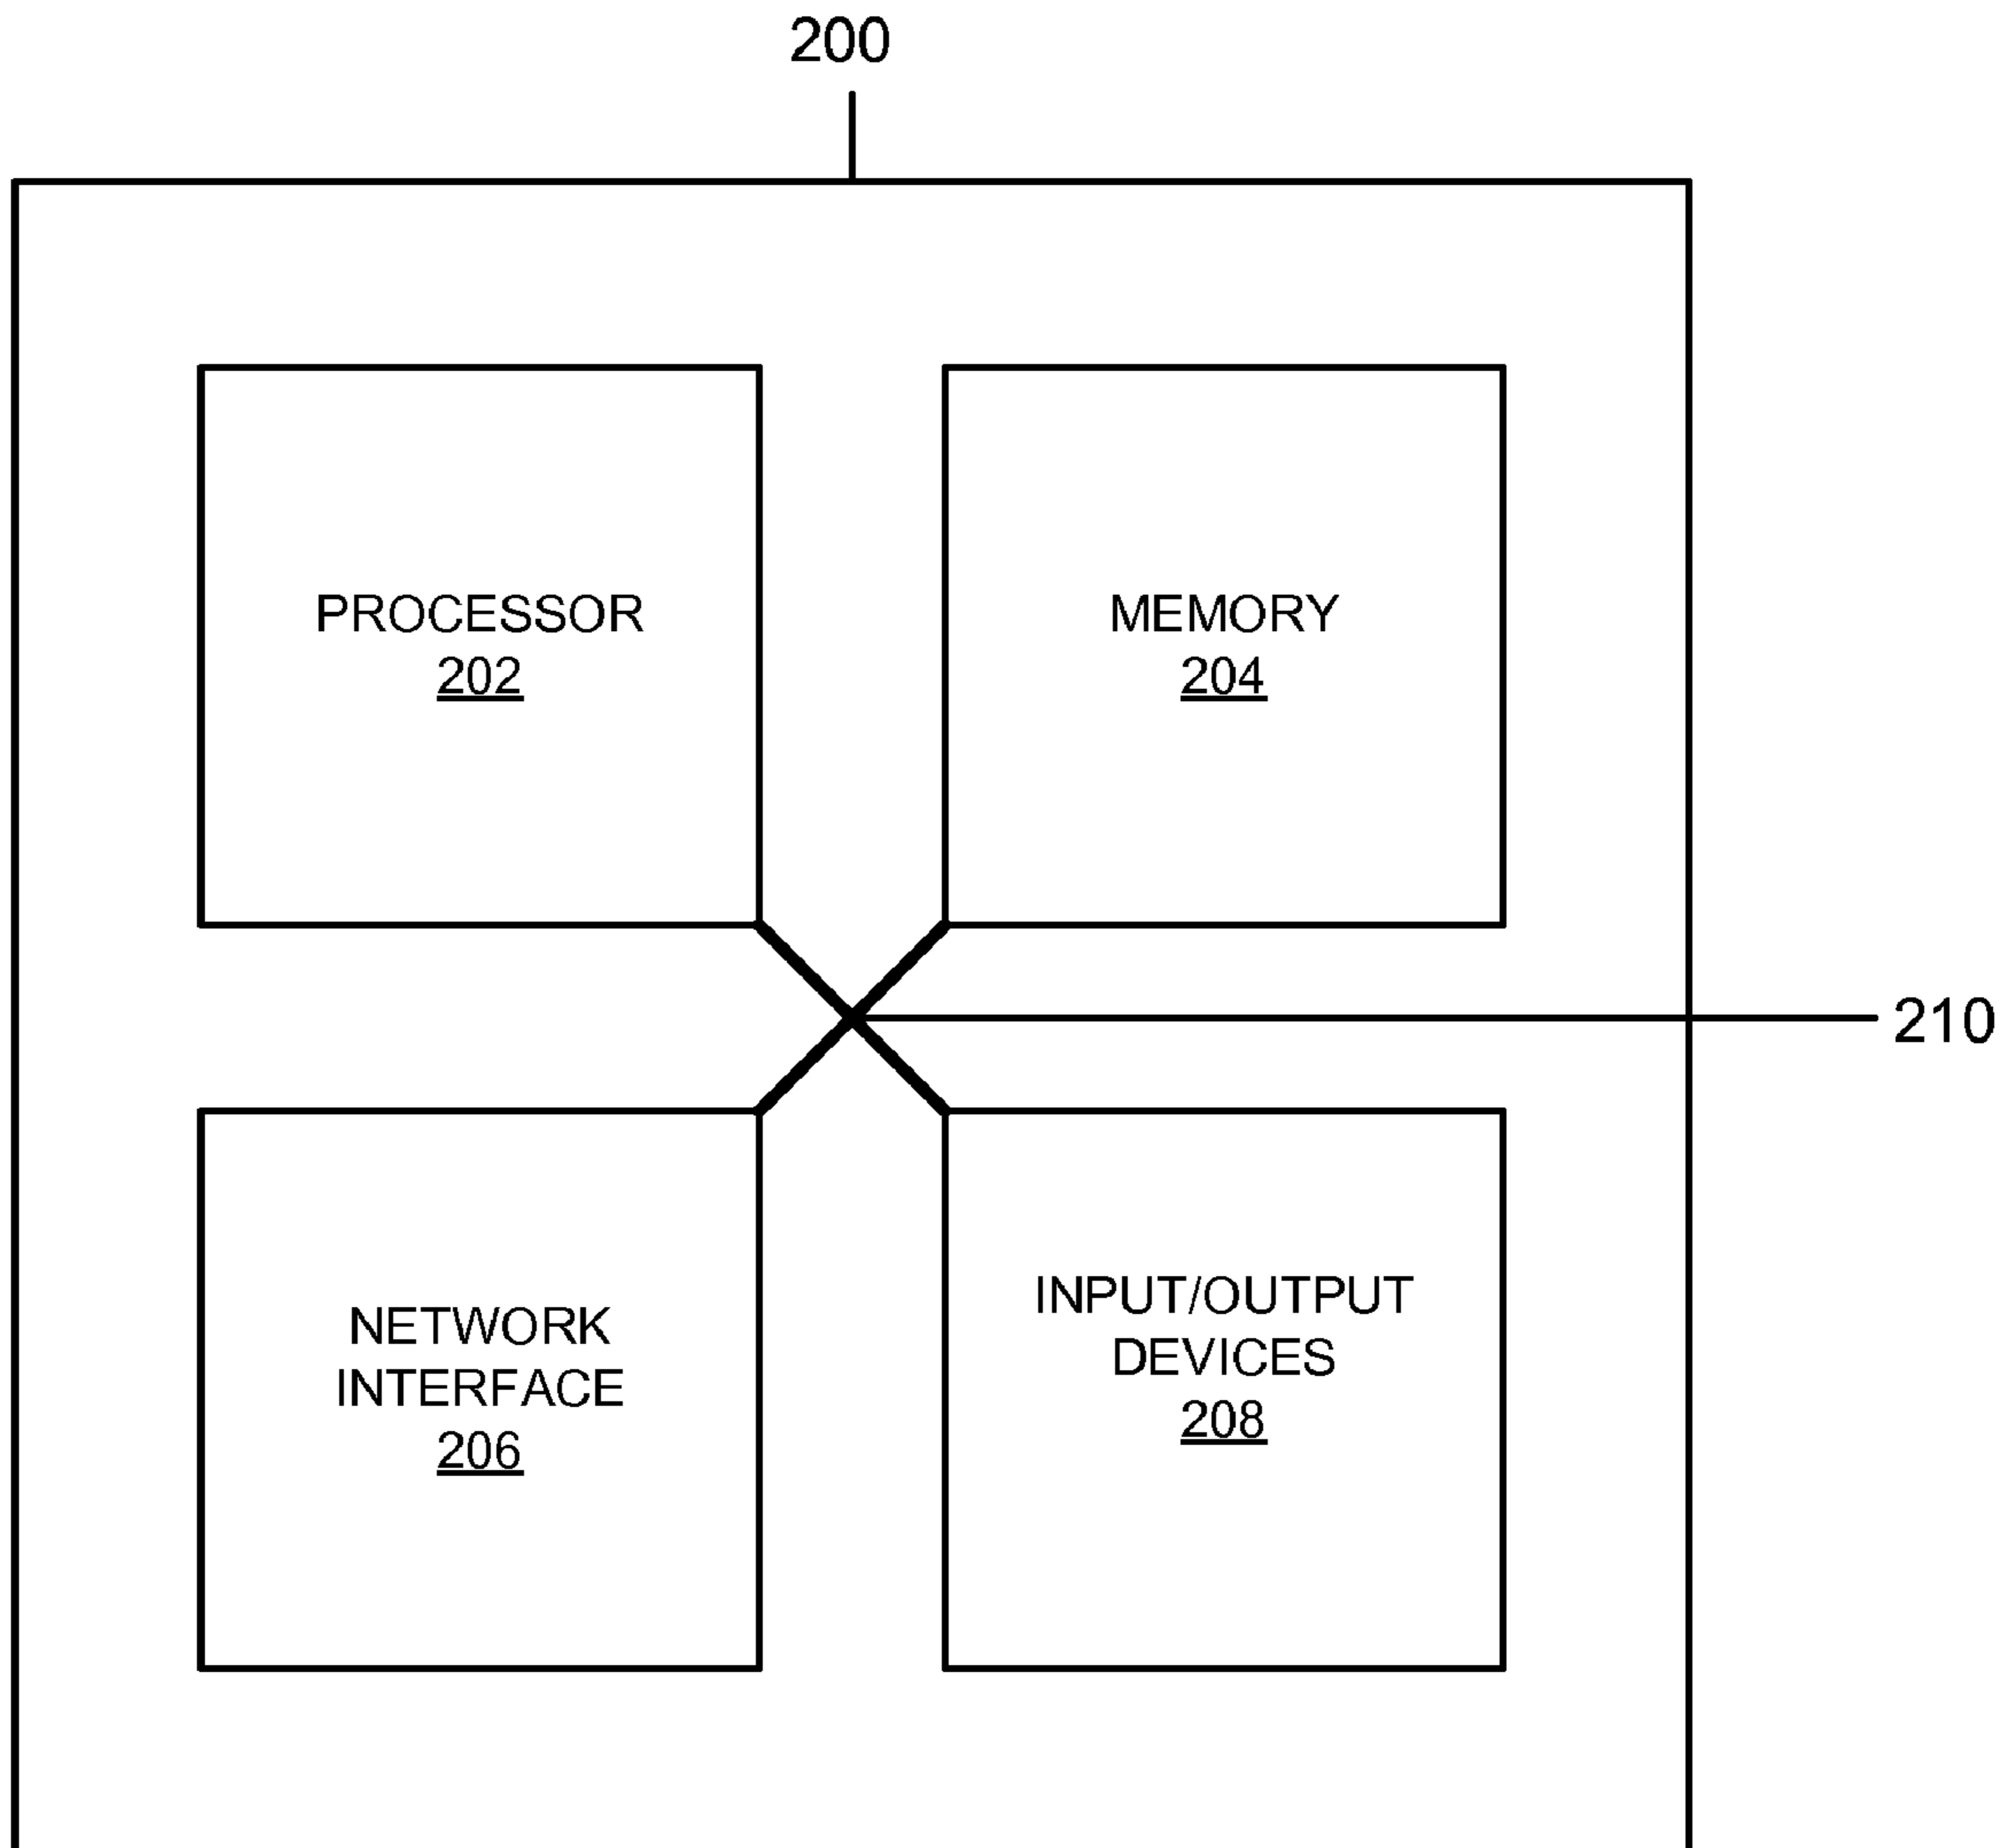 200
PROCESSOR
202
MEMORY
204
210
NETWORK
INTERFACE
206
INPUT/OUTPUT
DEVICES
208